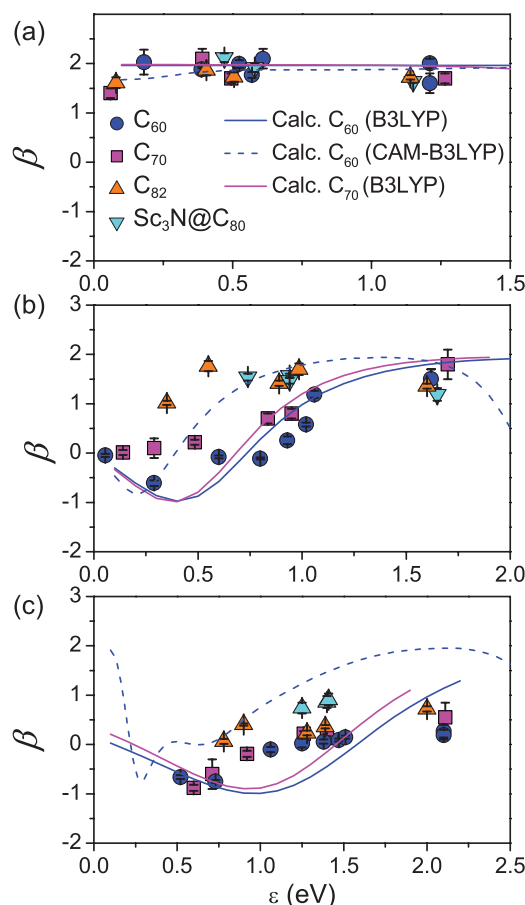 (a)
3
2
1
0
-1
-2
β
C60
C70
C82
Sc3N@C80
Calc. C60 (B3LYP)
Calc. C60 (CAM-B3LYP)
Calc. C70 (B3LYP)
0.0 0.5 1.0 1.5
(b)
3
2
1
0
-1
-2
β
0.0 0.5 1.0 1.5 2.0
(c)
3
2
1
0
-1
-2
β
0.0 0.5 1.0 1.5 2.0 2.5
ε (eV)